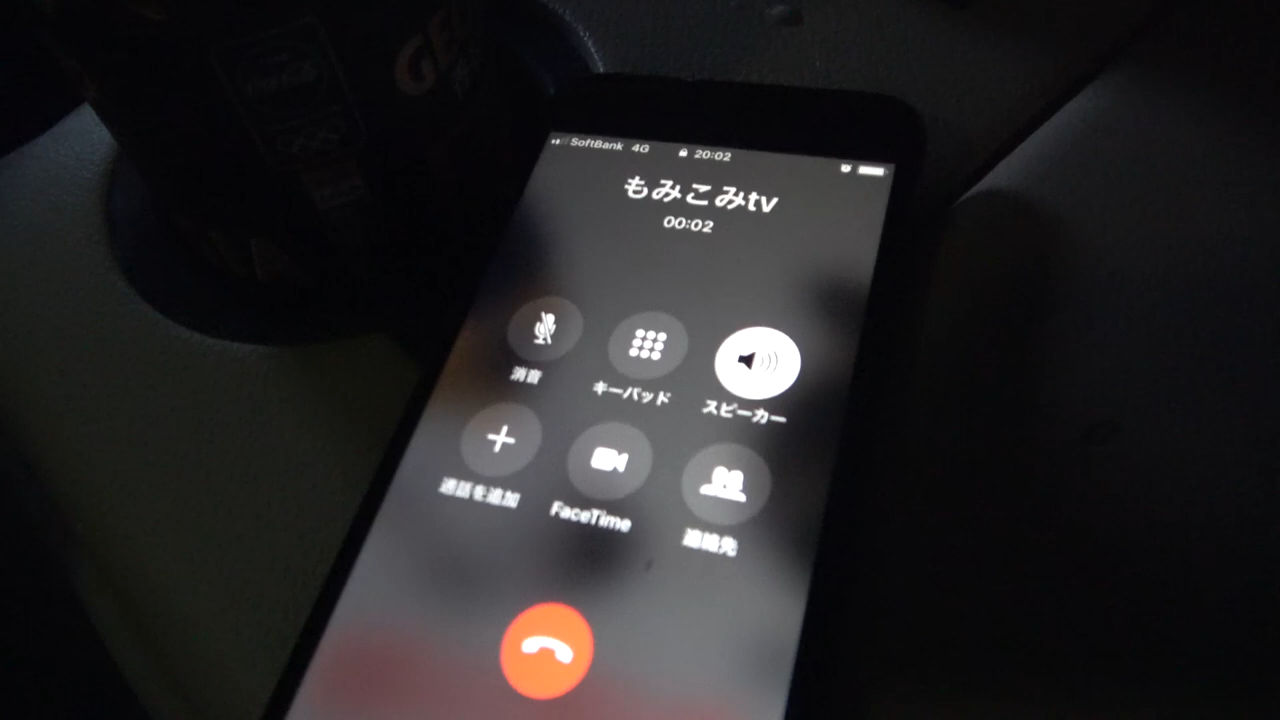 SoftBank 4G 20:02
もみこみtv
00:02
消音 キーパッド スピーカー
通話を追加 FaceTime 連絡先